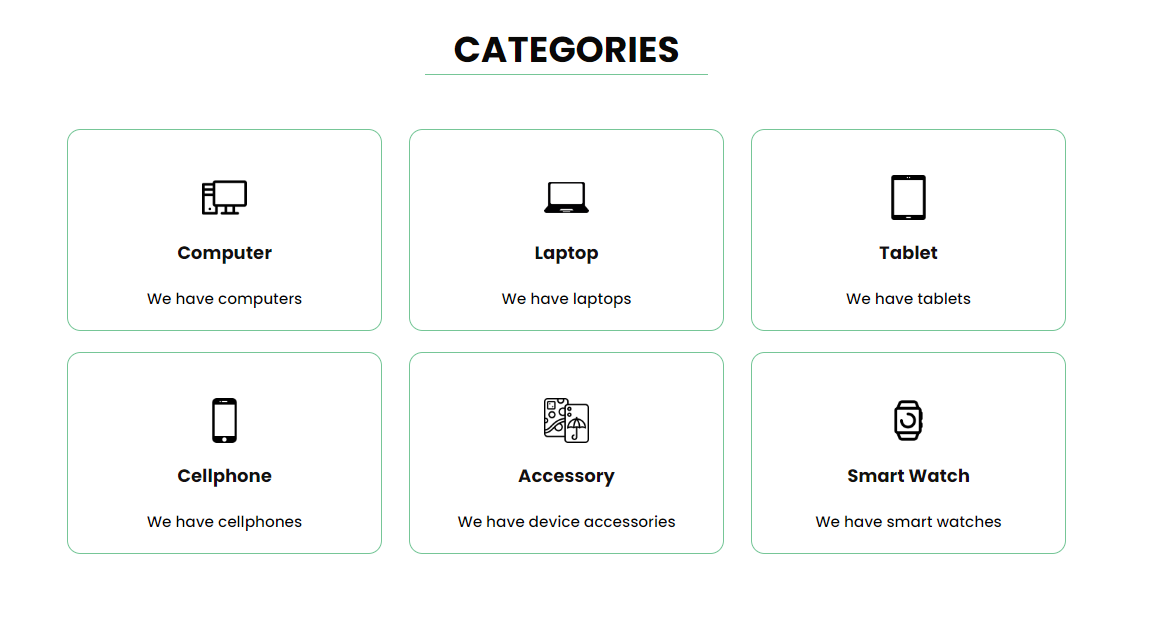 CATEGORIES
Computer
We have computers
Laptop
We have laptops
Tablet
We have tablets
Cellphone
We have cellphones
Accessory
We have device accessories
Smart Watch
We have smart watches